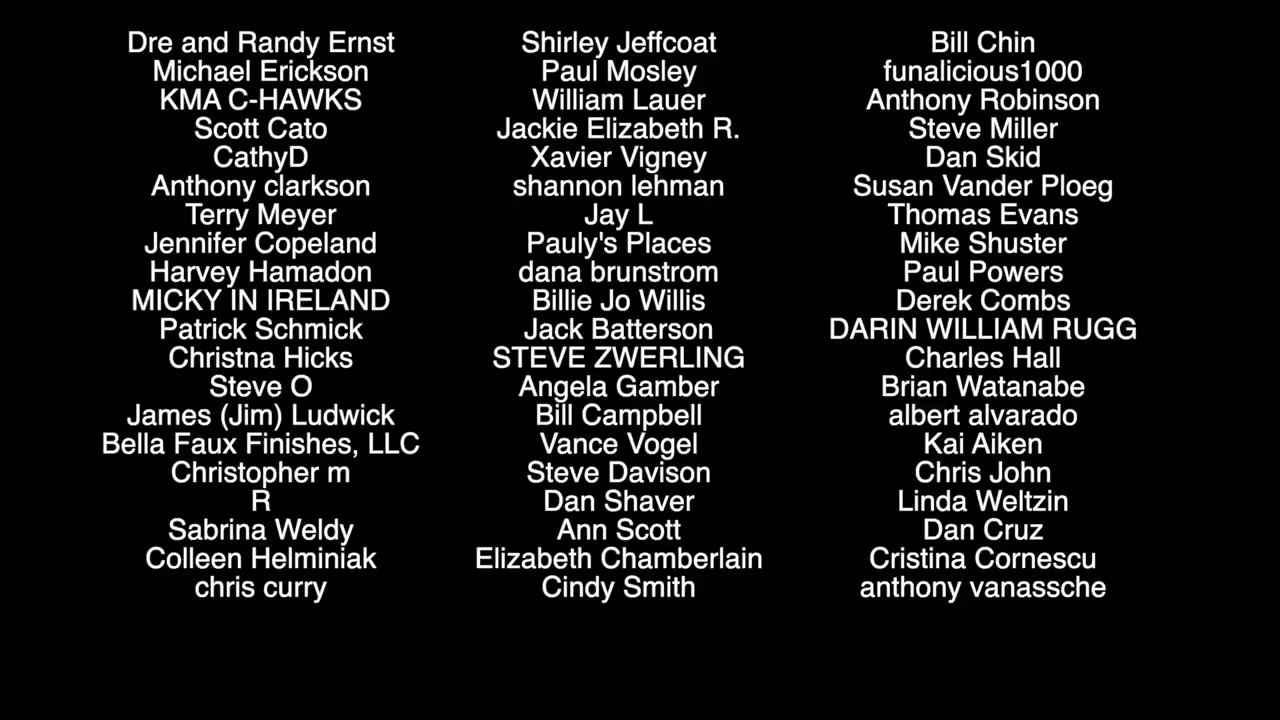 Dre and Randy Ernst
Michael Erickson
KMA C-HAWKS
Scott Cato
CathyD
Anthony clarkson
Terry Meyer
Jennifer Copeland
Harvey Hamadon
MICKY IN IRELAND
Patrick Schmick
Christna Hicks
Steve O
James (Jim) Ludwick
Bella Faux Finishes, LLC
Christopher m
R
Sabrina Weldy
Colleen Helminiak
chris curry
Shirley Jeffcoat
Paul Mosley
William Lauer
Jackie Elizabeth R.
Xavier Vigney
shannon lehman
Jay L
Pauly's Places
dana brunstrom
Billie Jo Willis
Jack Batterson
STEVE ZWERLING
Angela Gamber
Bill Campbell
Vance Vogel
Steve Davison
Dan Shaver
Ann Scott
Elizabeth Chamberlain
Cindy Smith
Bill Chin
funalicious1000
Anthony Robinson
Steve Miller
Dan Skid
Susan Vander Ploeg
Thomas Evans
Mike Shuster
Paul Powers
Derek Combs
DARIN WILLIAM RUGG
Charles Hall
Brian Watanabe
albert alvarado
Kai Aiken
Chris John
Linda Weltzin
Dan Cruz
Cristina Cornescu
anthony vanassche